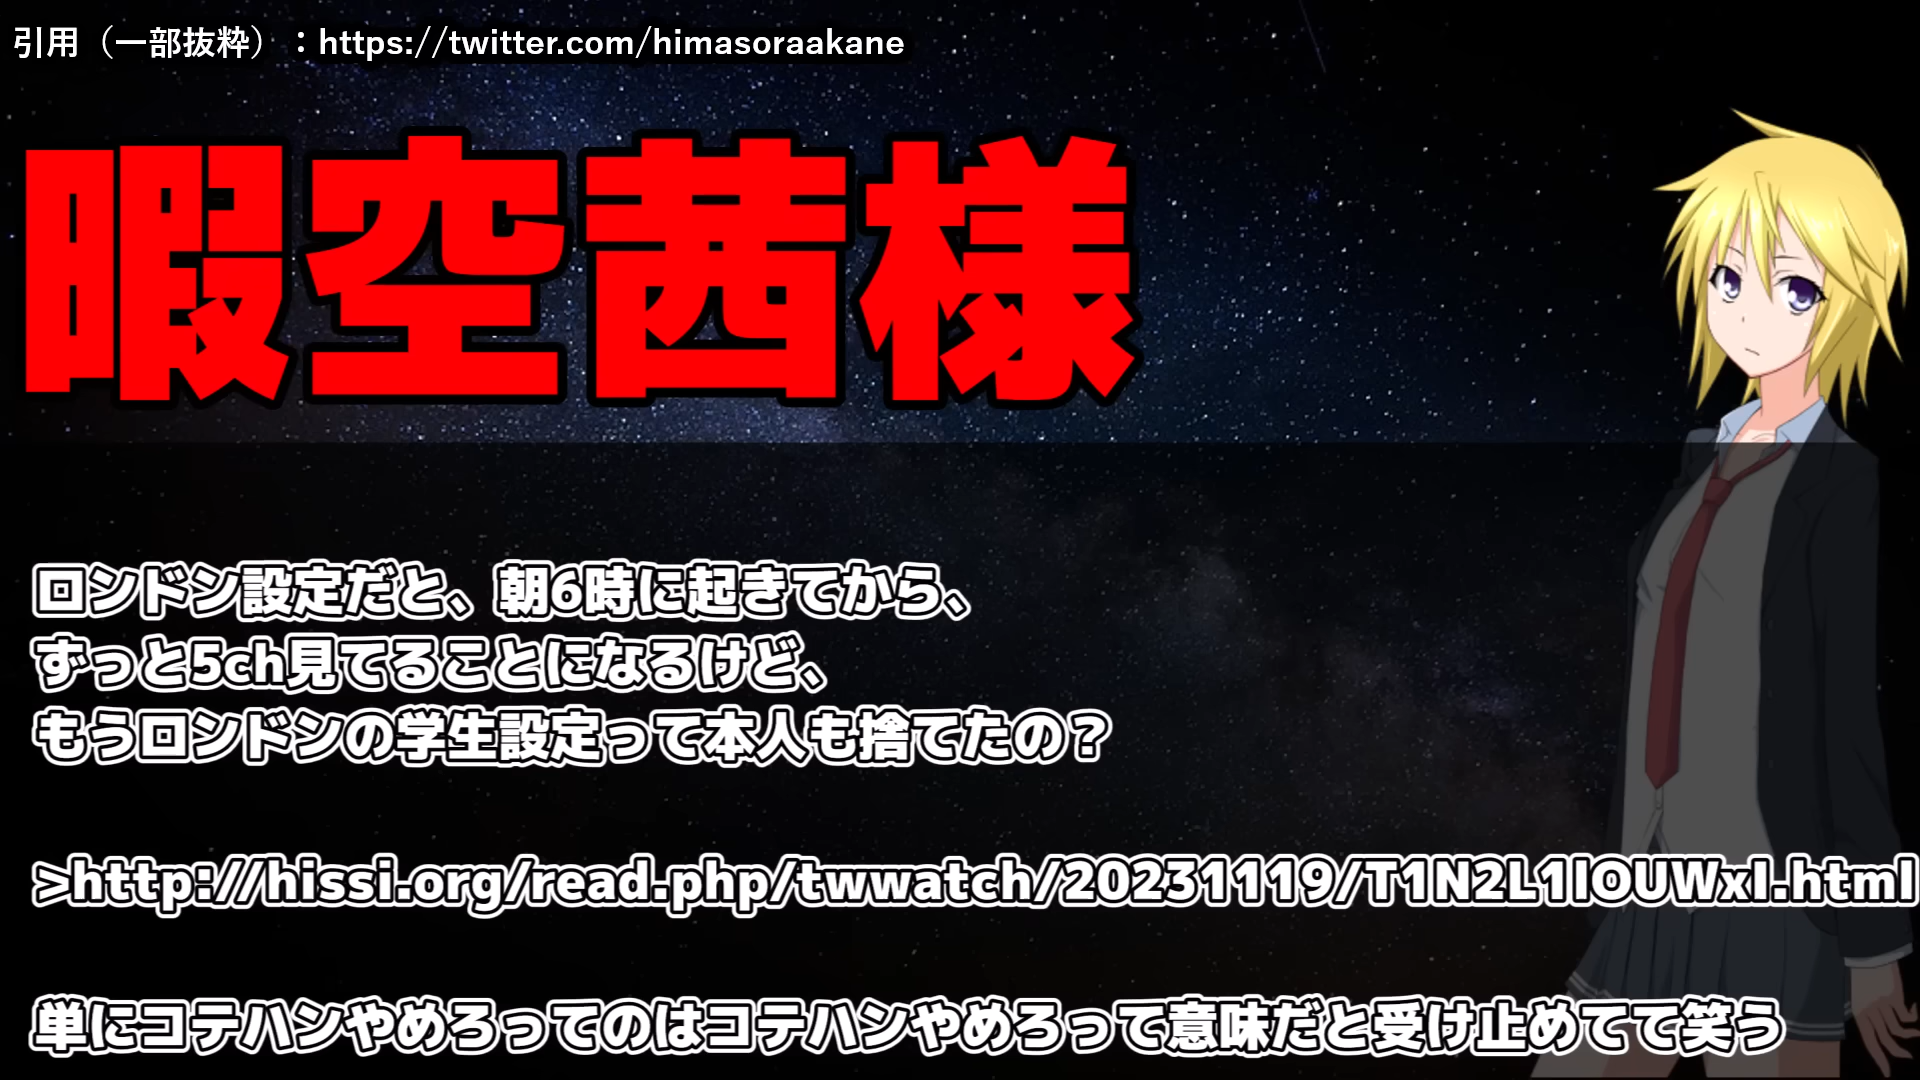 引用（一部抜粋）：https://twitter.com/himasoraakane
暇空茜様
ロンドン設定だと、朝6時に起きてから、
ずっと5ch見てることになるけど、
もうロンドンの学生設定って本人も捨てたの？
>http://hissi.org/read.php/twwatch/20231119/T1N2L1lOUWxI.html
単にコテハンやめろってのはコテハンやめろって意味だと受け止めてて笑う